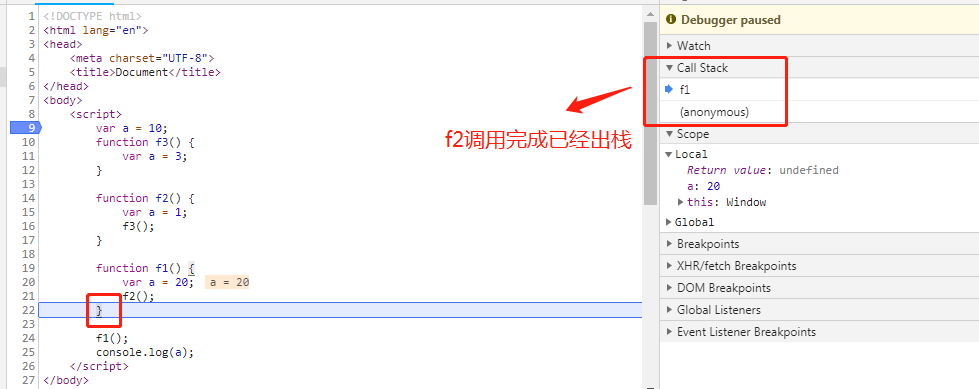 1 <!DOCTYPE html>
2 <html lang="en">
3 <head>
4 <meta charset="UTF-8">
5 <title>Document</title>
6 </head>
7 <body>
8 <script>
9 var a = 10;
10 function f3() {
11 var a = 3;
12 }
13
14 function f2() {
15 var a = 1;
16 f3();
17 }
18
19 function f1() {
20 var a = 20; a = 20
21 f2();
22 }
23
24 f1();
25 console.log(a);
26 </script>
27 </body>
f2调用完成已经出栈
Debugger paused
Watch
Call Stack
f1
(anonymous)
Scope
Local
Return value: undefined
a: 20
this: Window
Global
Breakpoints
XHR/fetch Breakpoints
DOM Breakpoints
Global Listeners
Event Listener Breakpoints